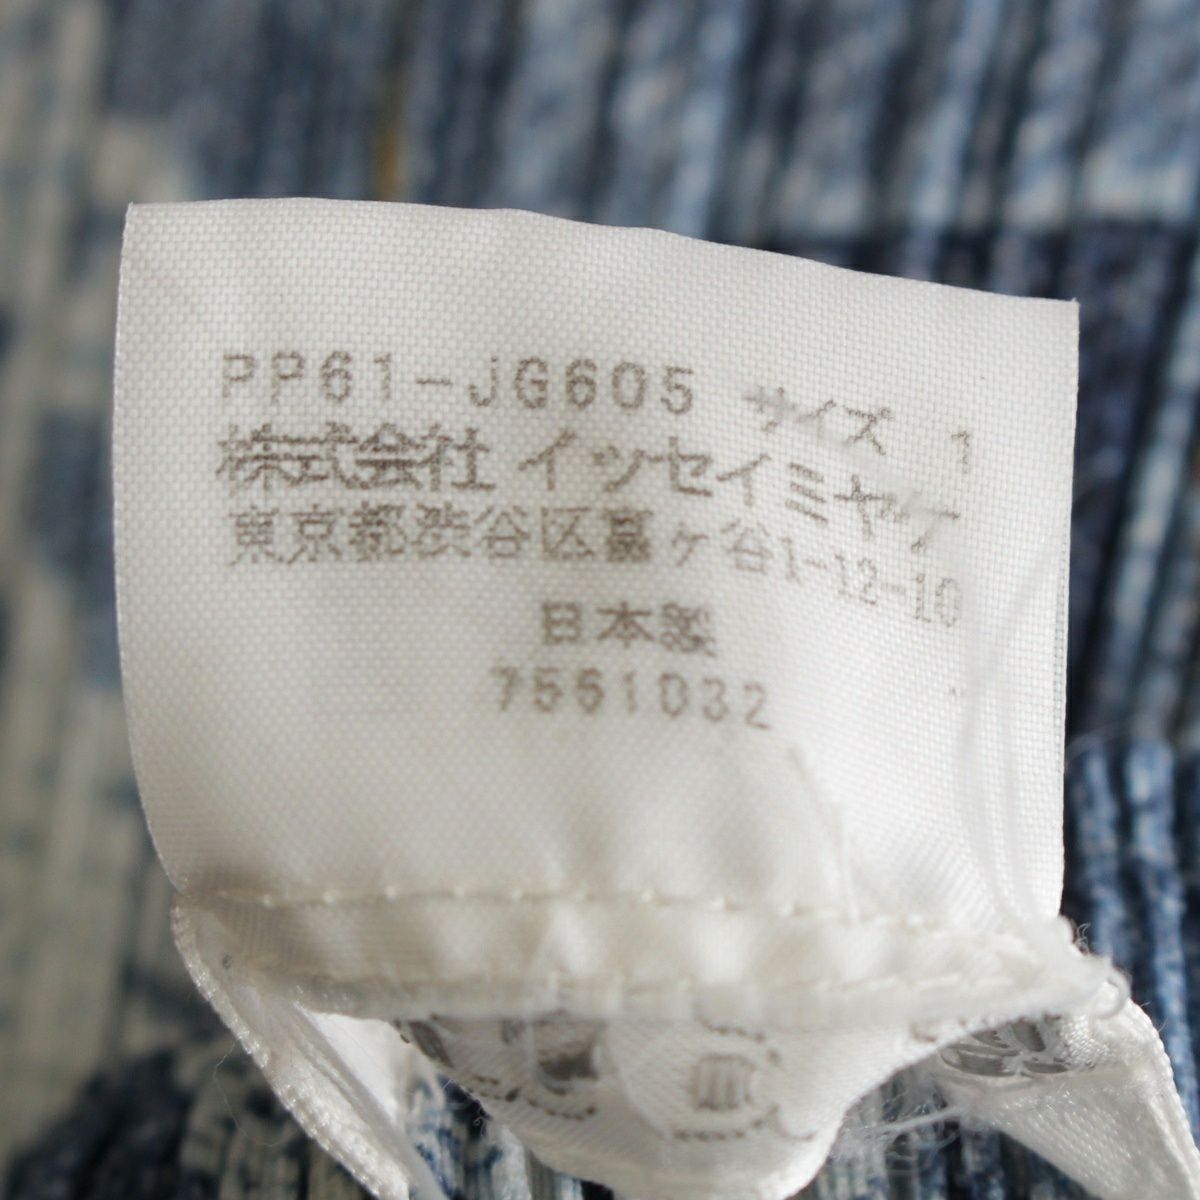 PP61-JG605 サイズ 1
株式会社 イッセイミヤケ
東京都渋谷区富ヶ谷1-12-10
日本製
7561032